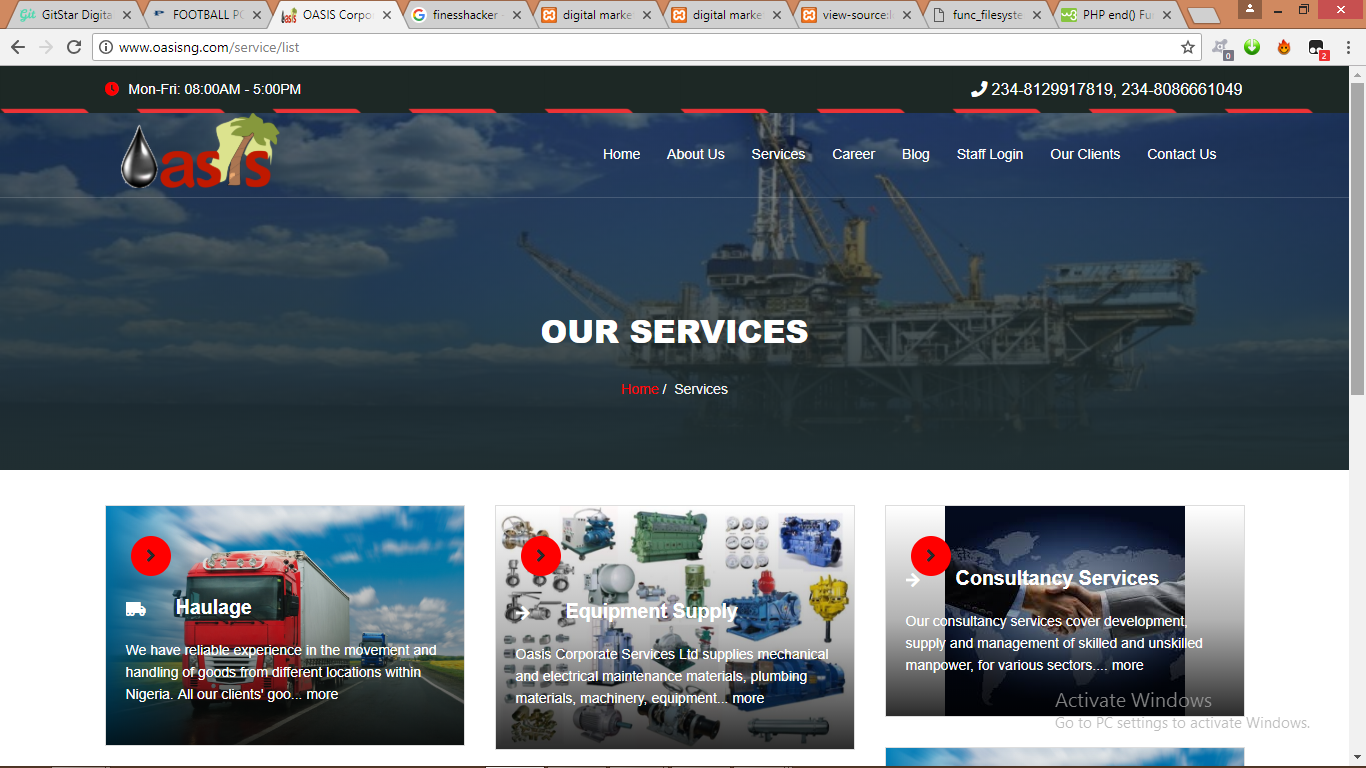 GitStar Digita
FOOTBALL PO
OASIS Corpo
finesshacker -
digital marke
digital marke
view-source:l
func_filesyste
PHP end() Fu
www.oasisng.com/service/list
0
2
Mon-Fri: 08:00AM - 5:00PM
234-8129917819, 234-8086661049
Oasis
Home
About Us
Services
Career
Blog
Staff Login
Our Clients
Contact Us
OUR SERVICES
Home / Services
Haulage
We have reliable experience in the movement and
handling of goods from different locations within
Nigeria. All our clients' goo... more
Equipment Supply
Oasis Corporate Services Ltd supplies mechanical
and electrical maintenance materials, plumbing
materials, machinery, equipment... more
Consultancy Services
Our consultancy services cover development,
supply and management of skilled and unskilled
manpower, for various sectors.... more
Activate Windows
Go to PC settings to activate Windows.